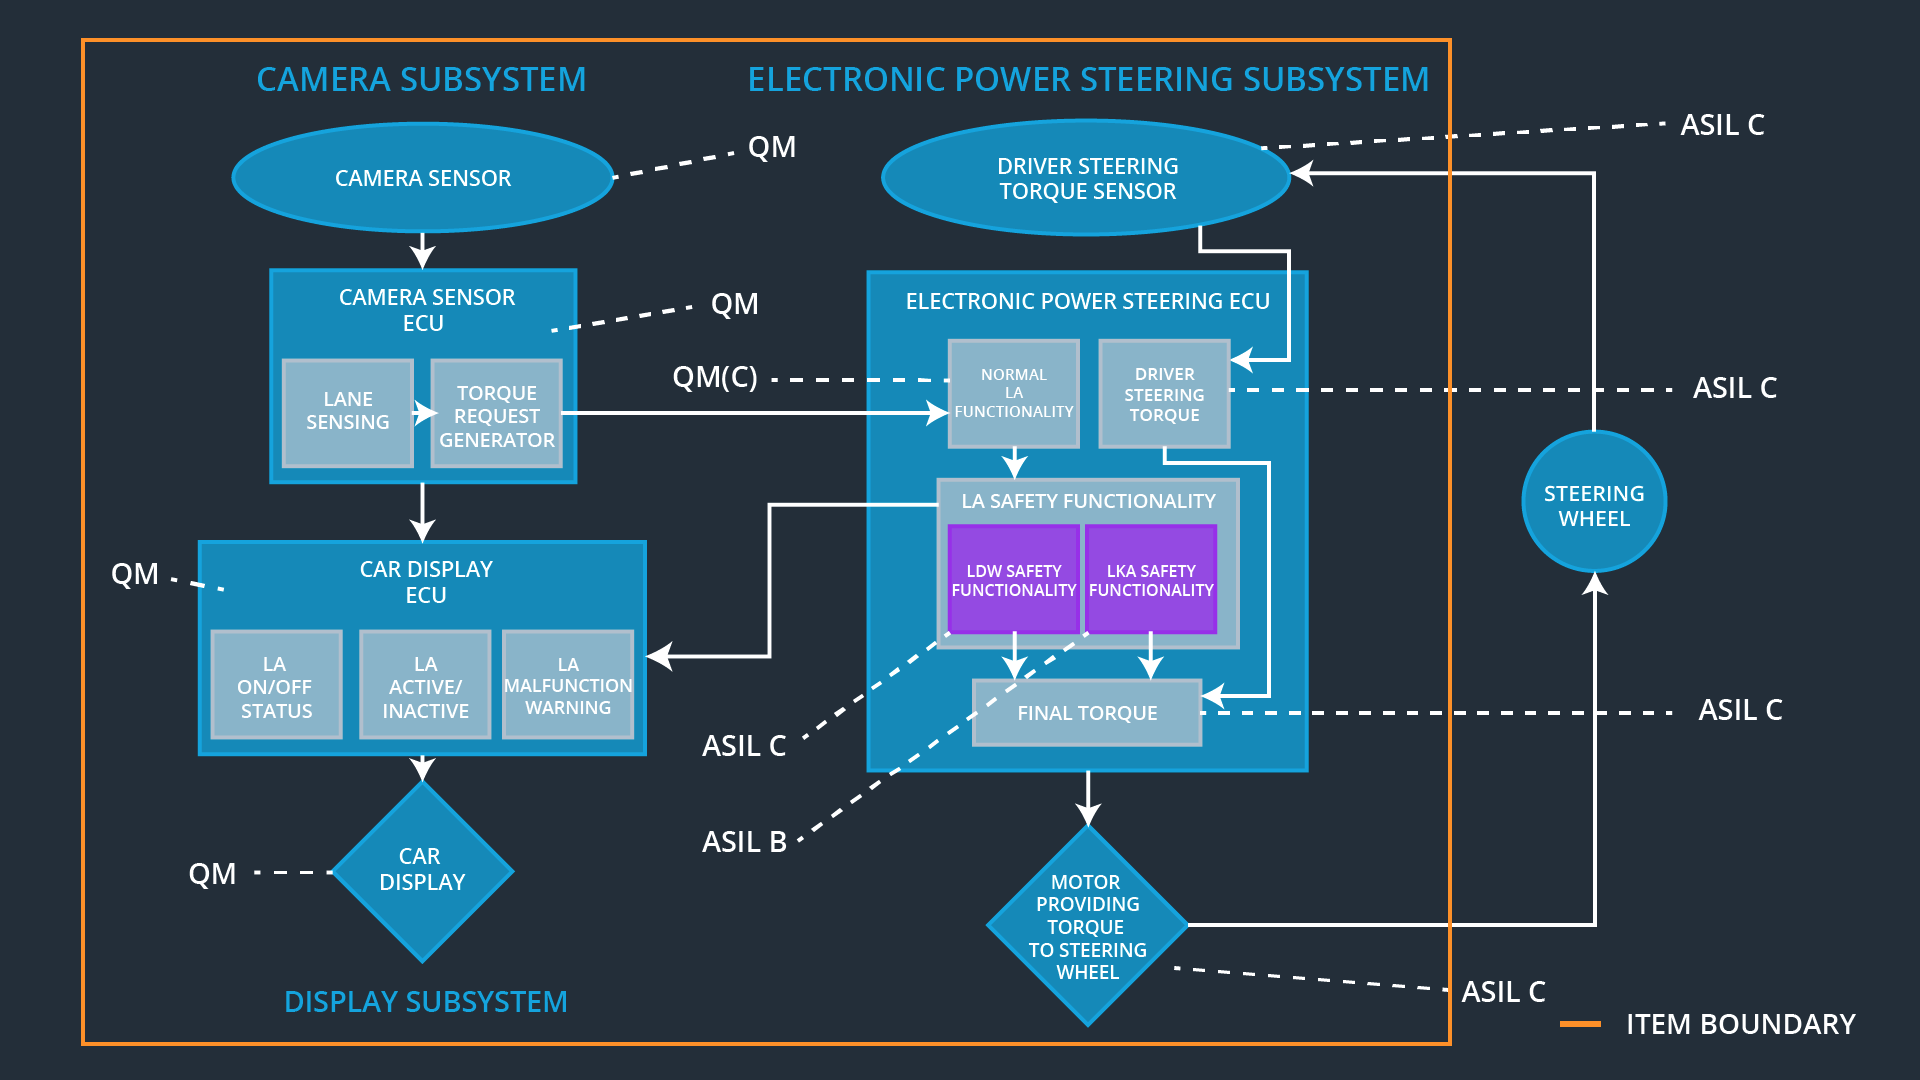 CAMERA SUBSYSTEM
ELECTRONIC POWER STEERING SUBSYSTEM
CAMERA SENSOR
QM
DRIVER STEERING
TORQUE SENSOR
ASIL C
CAMERA SENSOR
ECU
QM
LANE
SENSING
TORQUE
REQUEST
GENERATOR
QM(C)
ELECTRONIC POWER STEERING ECU
NORMAL
LA
FUNCTIONALITY
DRIVER
STEERING
TORQUE
ASIL C
LA SAFETY FUNCTIONALITY
LDW SAFETY
FUNCTIONALITY
LKA SAFETY
FUNCTIONALITY
STEERING
WHEEL
QM
CAR DISPLAY
ECU
LA
ON/OFF
STATUS
LA
ACTIVE/
INACTIVE
LA
MALFUNCTION
WARNING
FINAL TORQUE
ASIL C
ASIL C
ASIL B
QM
CAR
DISPLAY
MOTOR
PROVIDING
TORQUE
TO STEERING
WHEEL
ASIL C
DISPLAY SUBSYSTEM
ITEM BOUNDARY